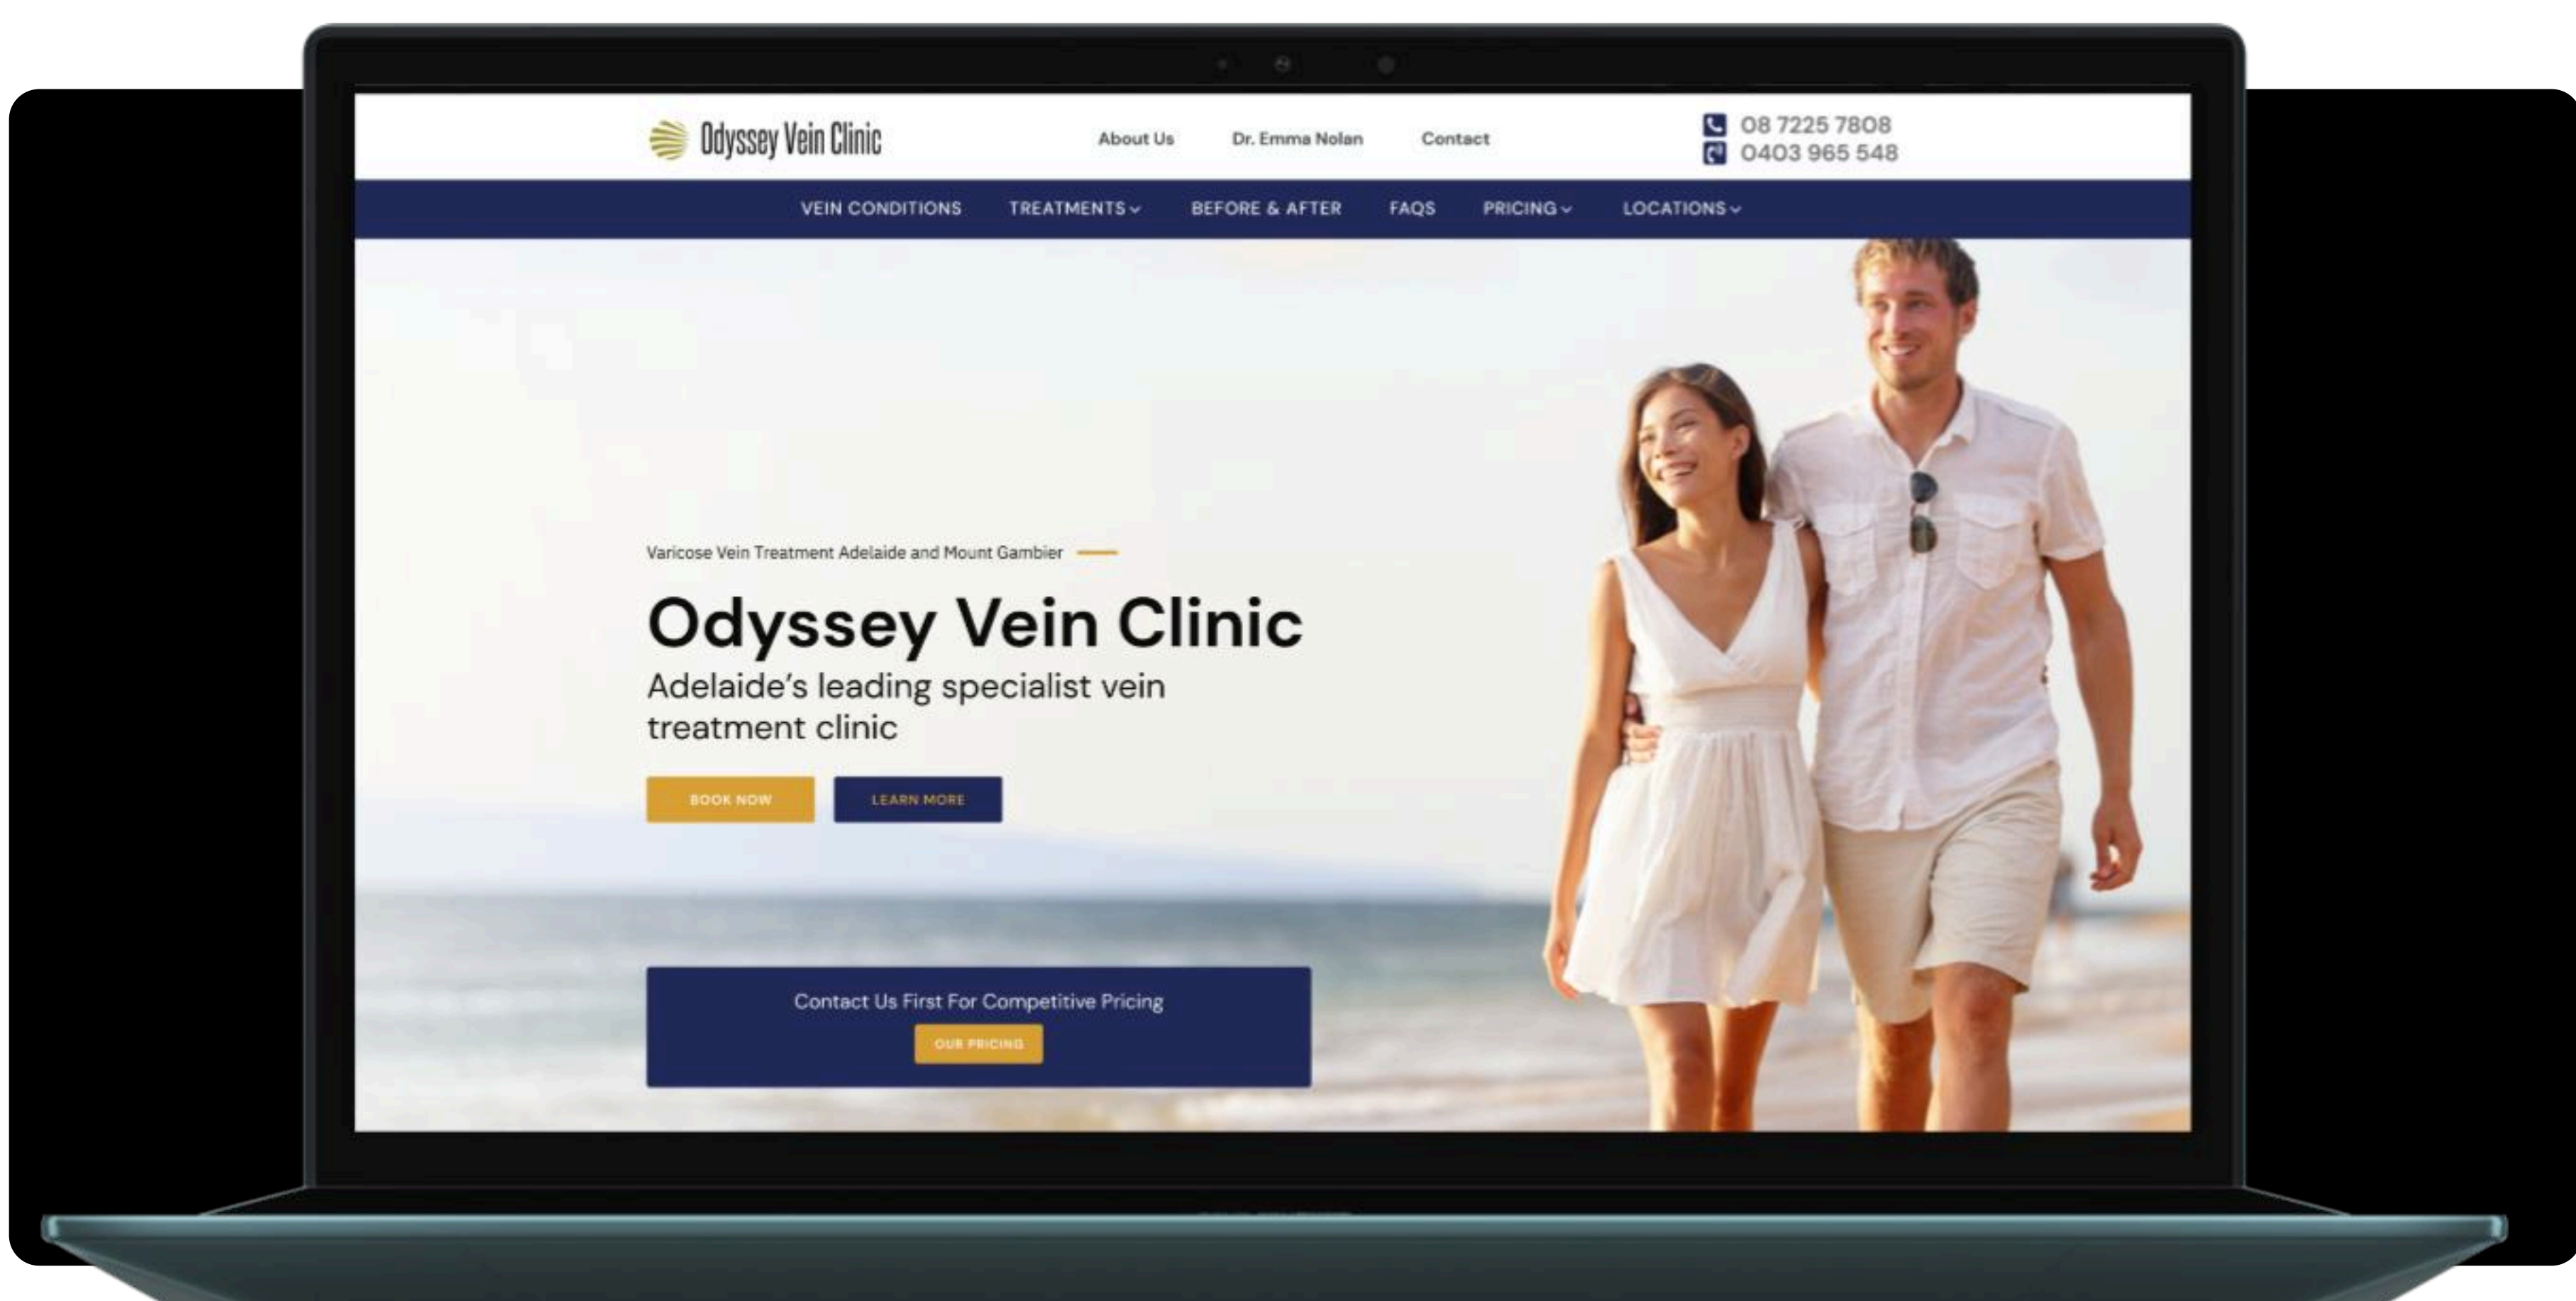 Odyssey Vein Clinic
About Us
Dr. Emma Nolan
Contact
08 7225 7808
0403 965 548
VEIN CONDITIONS
TREATMENTS
BEFORE & AFTER
FAQS
PRICING
LOCATIONS
Varicose Vein Treatment Adelaide and Mount Gambier
Odyssey Vein Clinic
Adelaide's leading specialist vein
treatment clinic
BOOK NOW
LEARN MORE
Contact Us First For Competitive Pricing
OUR PRICING